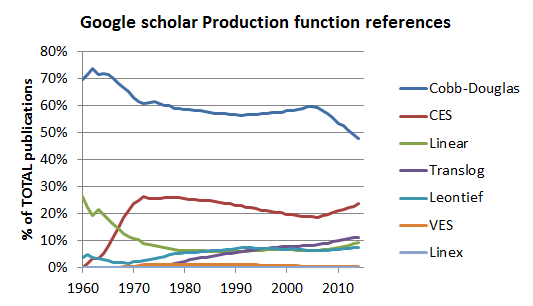 Google scholar Production function references
% of TOTAL publications
80%
70%
60%
50%
40%
30%
20%
10%
0%
1960 1970 1980 1990 2000 2010
Cobb-Douglas
CES
Linear
Translog
Leontief
VES
Linex